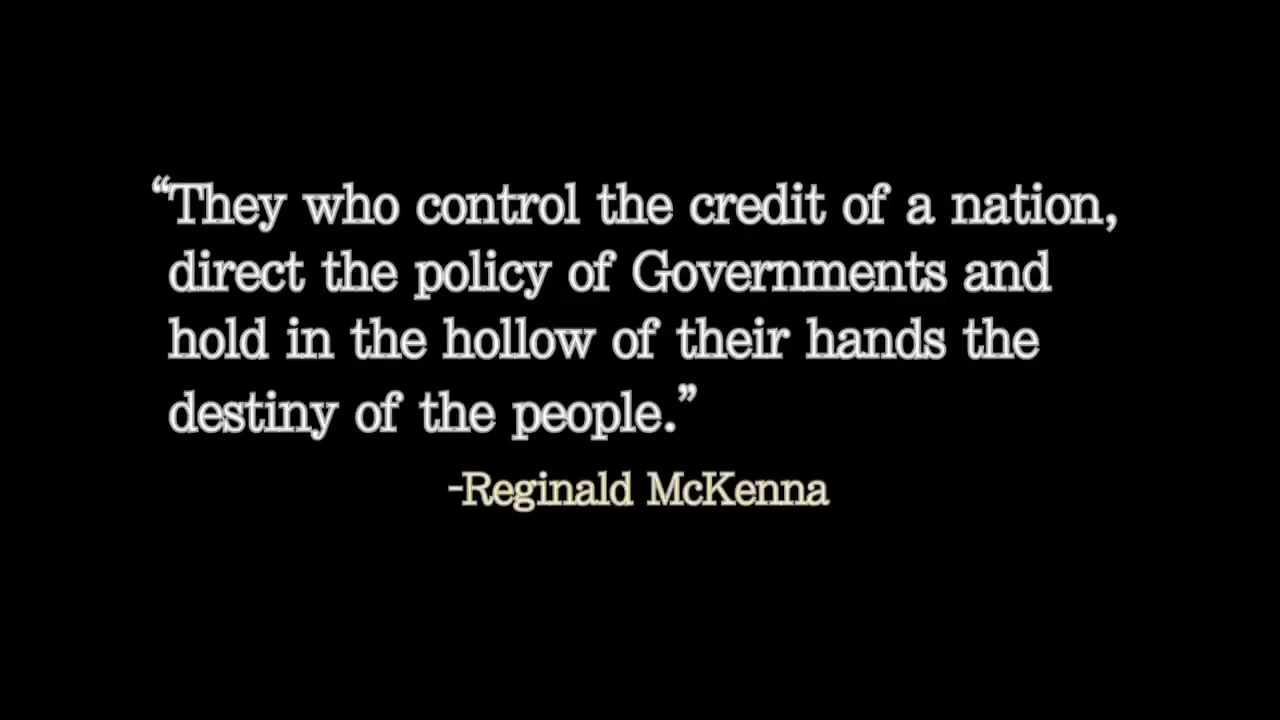 “They who control the credit of a nation,
direct the policy of Governments and
hold in the hollow of their hands the
destiny of the people.”
-Reginald McKenna